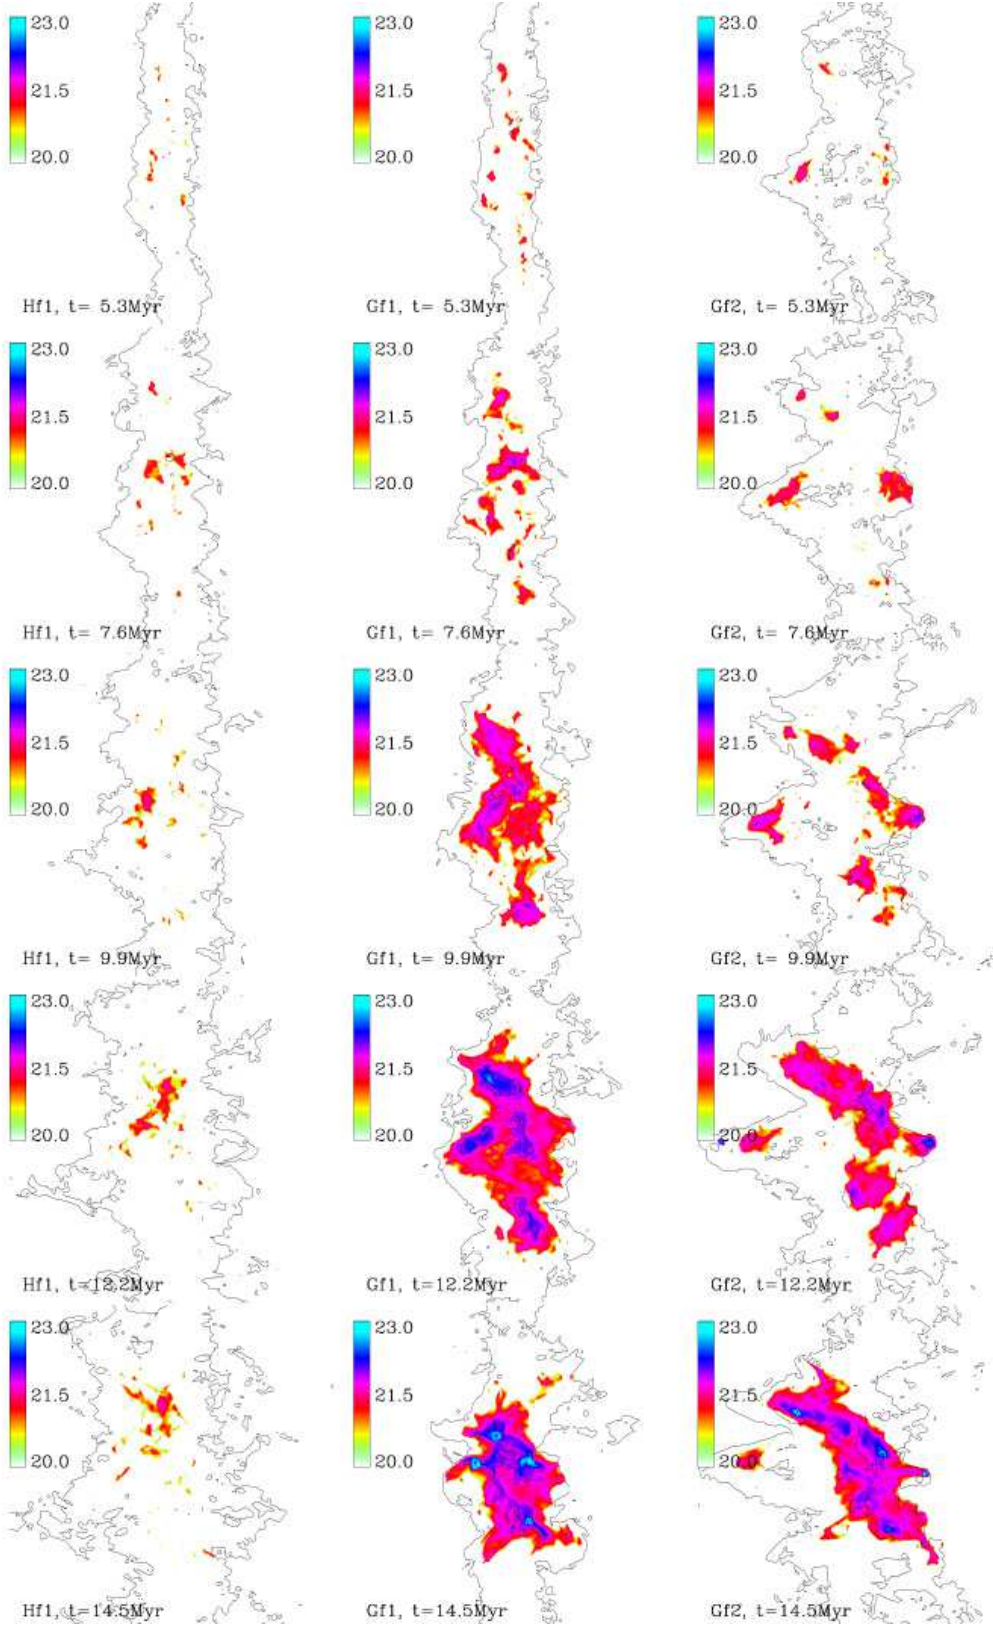 23.0 23.0 23.0
21.5 21.5 21.5
20.0 20.0 20.0
Hf1, t= 5.3Myr Gf1, t= 5.3Myr Gf2, t= 5.3Myr
23.0 23.0 23.0
21.5 21.5 21.5
20.0 20.0 20.0
Hf1, t= 7.6Myr Gf1, t= 7.6Myr Gf2, t= 7.6Myr
23.0 23.0 23.0
21.5 21.5 21.5
20.0 20.0 20.0
Hf1, t= 9.9Myr Gf1, t= 9.9Myr Gf2, t= 9.9Myr
23.0 23.0 23.0
21.5 21.5 21.5
20.0 20.0 20.0
Hf1, t=12.2Myr Gf1, t=12.2Myr Gf2, t=12.2Myr
23.0 23.0 23.0
21.5 21.5 21.5
20.0 20.0 20.0
Hf1, t=14.5Myr Gf1, t=14.5Myr Gf2, t=14.5Myr